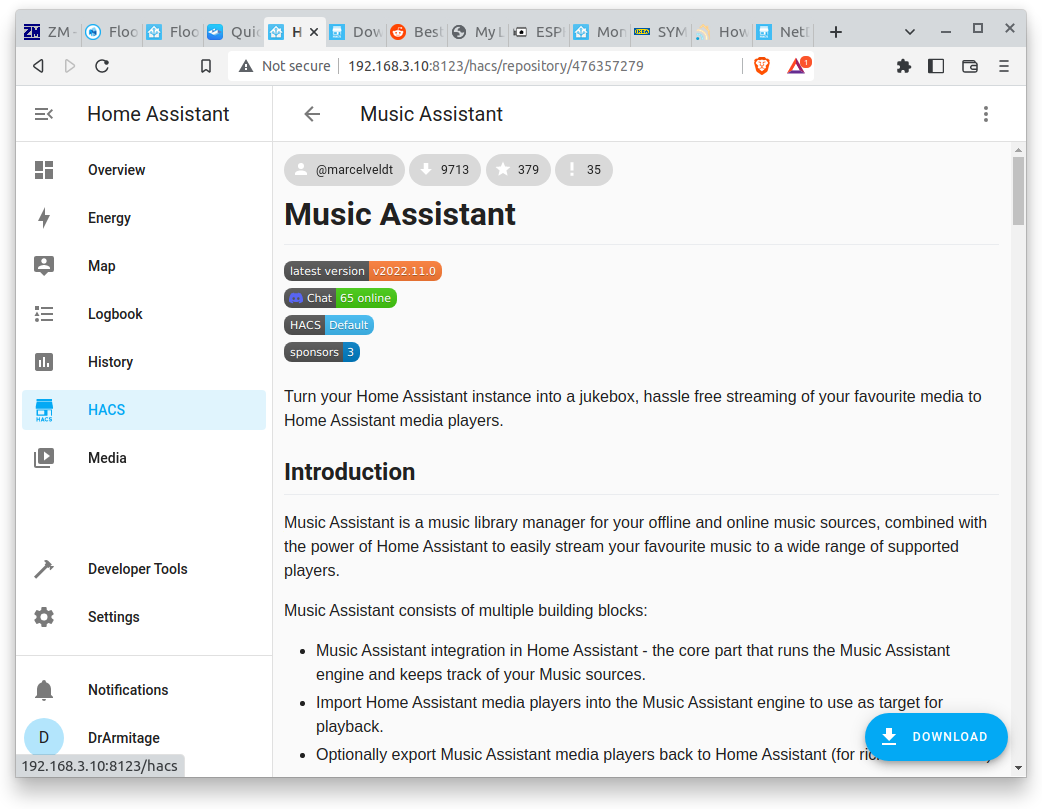 ZM
Floo
Floo
Quic
H
Dow
Best
My L
ESP
Mon
IKEA SYM
How
NetD
Not secure
192.168.3.10:8123/hacs/repository/476357279
1
Home Assistant
Music Assistant
Overview
Energy
Map
Logbook
History
HACS
HACS
Media
Developer Tools
Settings
Notifications
D
DrArmitage
192.168.3.10:8123/hacs
@marcelveldt
9713
379
35
Music Assistant
latest version v2022.11.0
Chat 65 online
HACS Default
sponsors 3
Turn your Home Assistant instance into a jukebox, hassle free streaming of your favourite media to
Home Assistant media players.
Introduction
Music Assistant is a music library manager for your offline and online music sources, combined with
the power of Home Assistant to easily stream your favourite music to a wide range of supported
players.
Music Assistant consists of multiple building blocks:
• Music Assistant integration in Home Assistant - the core part that runs the Music Assistant
engine and keeps track of your Music sources.
• Import Home Assistant media players into the Music Assistant engine to use as target for
playback.
• Optionally export Music Assistant media players back to Home Assistant (for
DOWNLOAD